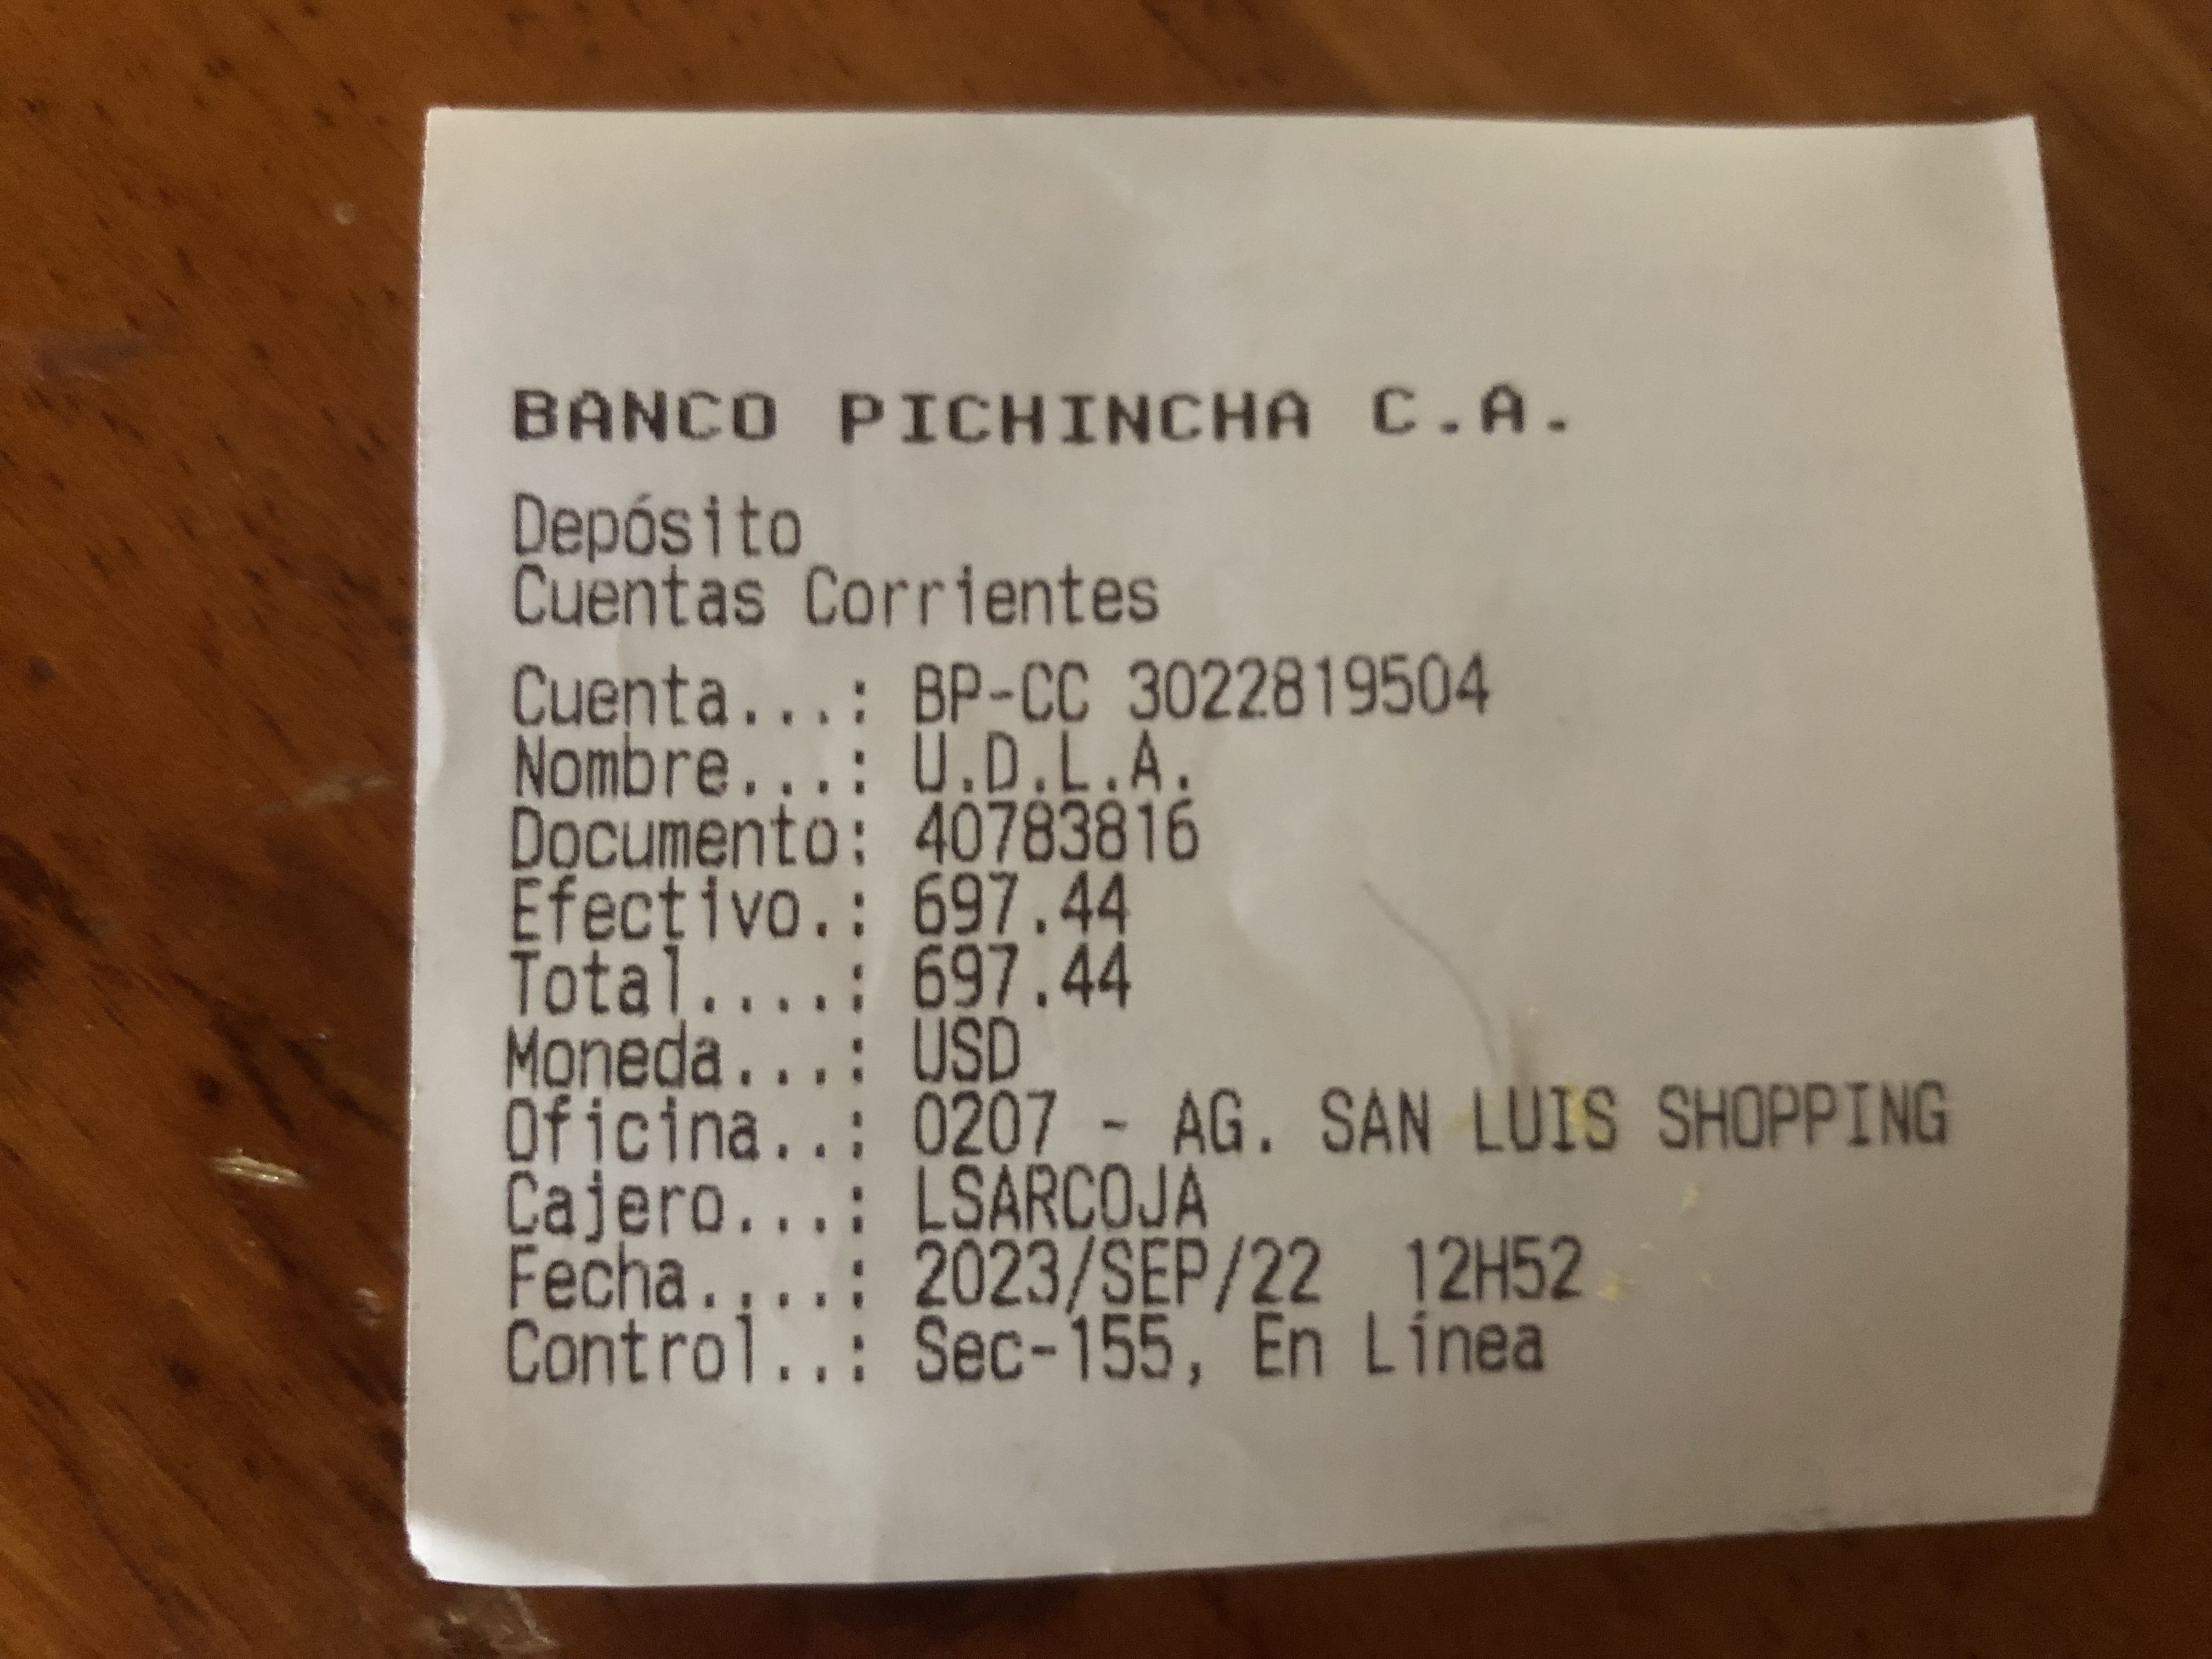 BANCO PICHINCHA C.A.
Depósito
Cuentas Corrientes
Cuenta...: BP-CC 3022819504
Nombre...: U.D.L.A.
Documento: 40783816
Efectivo.: 697.44
Total....: 697.44
Moneda...: USD
Oficina..: 0207 - AG. SAN LUIS SHOPPING
Cajero...: LSARCOJA
Fecha....: 2023/SEP/22  12H52
Control..: Sec-155, En Línea